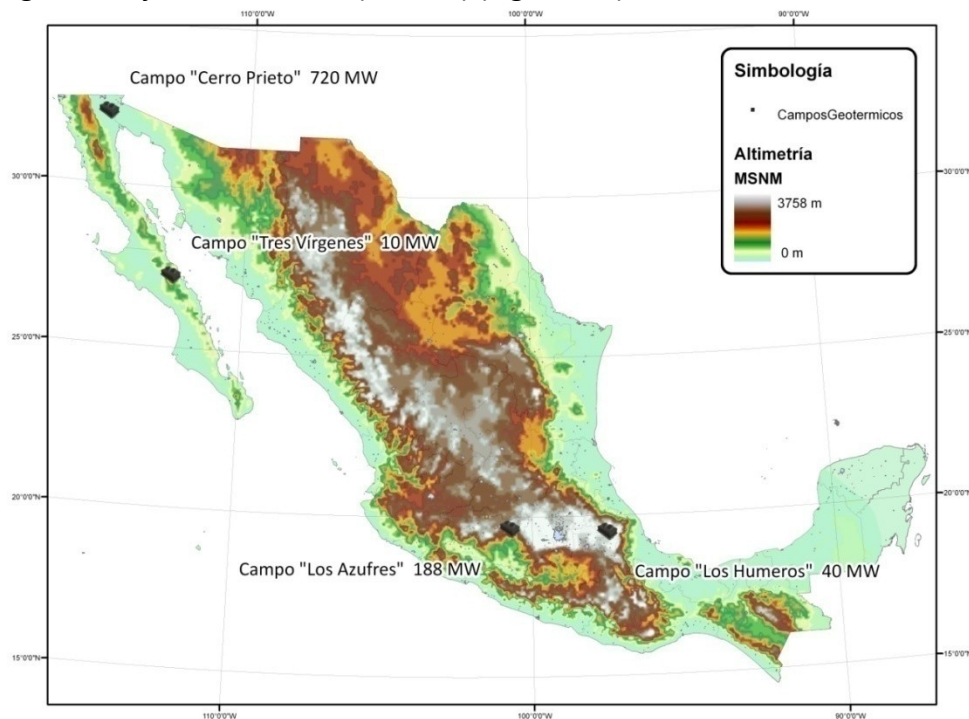 110°0'0"W
100°0'0"W
90°0'0"W
Campo "Cerro Prieto" 720 MW
Simbología
CamposGeotermicos
Altimetría
MSNM
3758 m
0 m
30°0'0"N
30°0'0"N
Campo "Tres Vírgenes" 10 MW
25°0'0"N
25°0'0"N
20°0'0"N
20°0'0"N
Campo "Los Azufres" 188 MW
Campo "Los Humeros" 40 MW
15°0'0"N
15°0'0"N
110°0'0"W
100°0'0"W
90°0'0"W